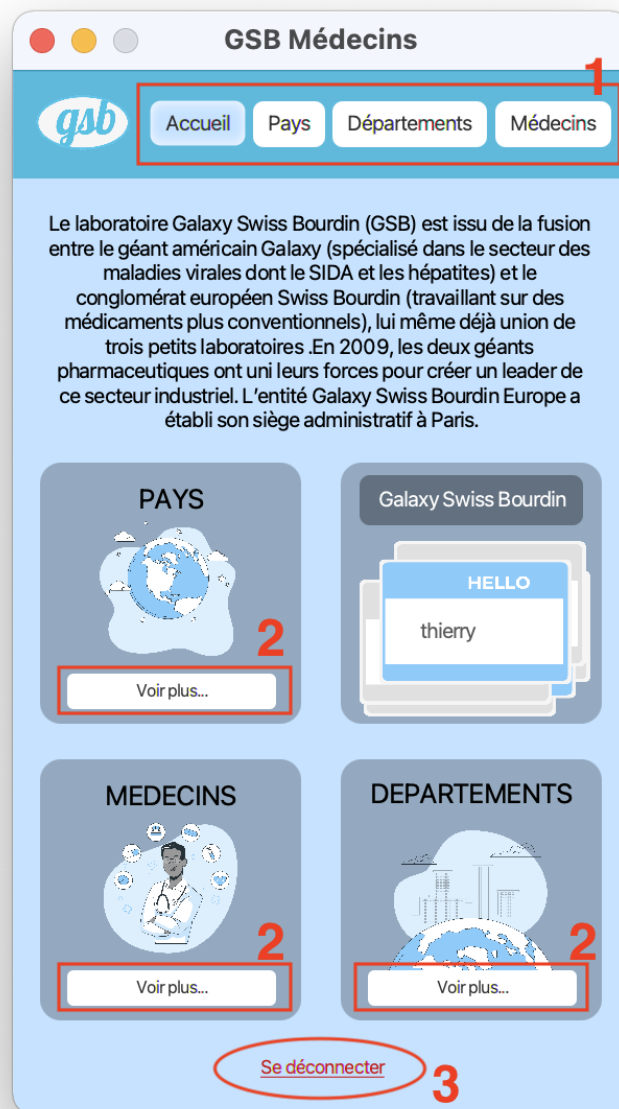 GSB Médecins
1
gsb
Accueil Pays Départements Médecins
Le laboratoire Galaxy Swiss Bourdin (GSB) est issu de la fusion
entre le géant américain Galaxy (spécialisé dans le secteur des
maladies virales dont le SIDA et les hépatites) et le
conglomérat européen Swiss Bourdin (travaillant sur des
médicaments plus conventionnels), lui même déjà union de
trois petits laboratoires .En 2009, les deux géants
pharmaceutiques ont uni leurs forces pour créer un leader de
ce secteur industriel. L'entité Galaxy Swiss Bourdin Europe a
établi son siège administratif à Paris.
PAYS
2
Voir plus...
Galaxy Swiss Bourdin
HELLO
thierry
MEDECINS
2
Voir plus...
DEPARTEMENTS
2
Voir plus...
Se déconnecter
3